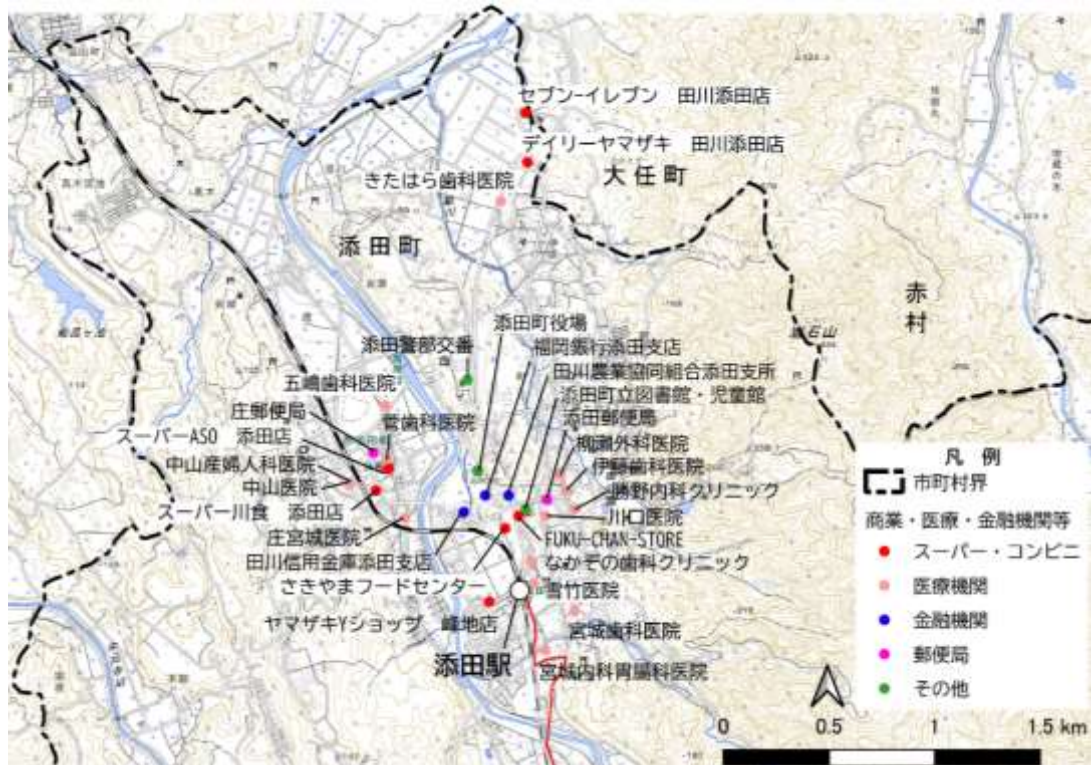 セブン-イレブン 田川添田店
デイリーヤマザキ 田川添田店
きたはら歯科医院
大任町
添田町
赤村
添田町役場
福岡銀行添田支店
添田警部交番
田川農業協同組合添田支所
五嶋歯科医院
添田町立図書館・児童館
庄郵便局
菅歯科医院
添田郵便局
スーパーASO 添田店
柳瀬外科医院
中山産婦人科医院
伊藤歯科医院
中山医院
勝野内科クリニック
スーパー川食 添田店
川口医院
庄宮城医院
FUKU-CHAN-STORE
田川信用金庫添田支店
なかぞの歯科クリニック
さきやまフードセンター
雪竹医院
ヤマザキYショップ 峰地店
宮城歯科医院
添田駅
宮城内科胃腸科医院
凡 例
市町村界
商業・医療・金融機関等
スーパー・コンビニ
医療機関
金融機関
郵便局
その他
0 0.5 1 1.5 km